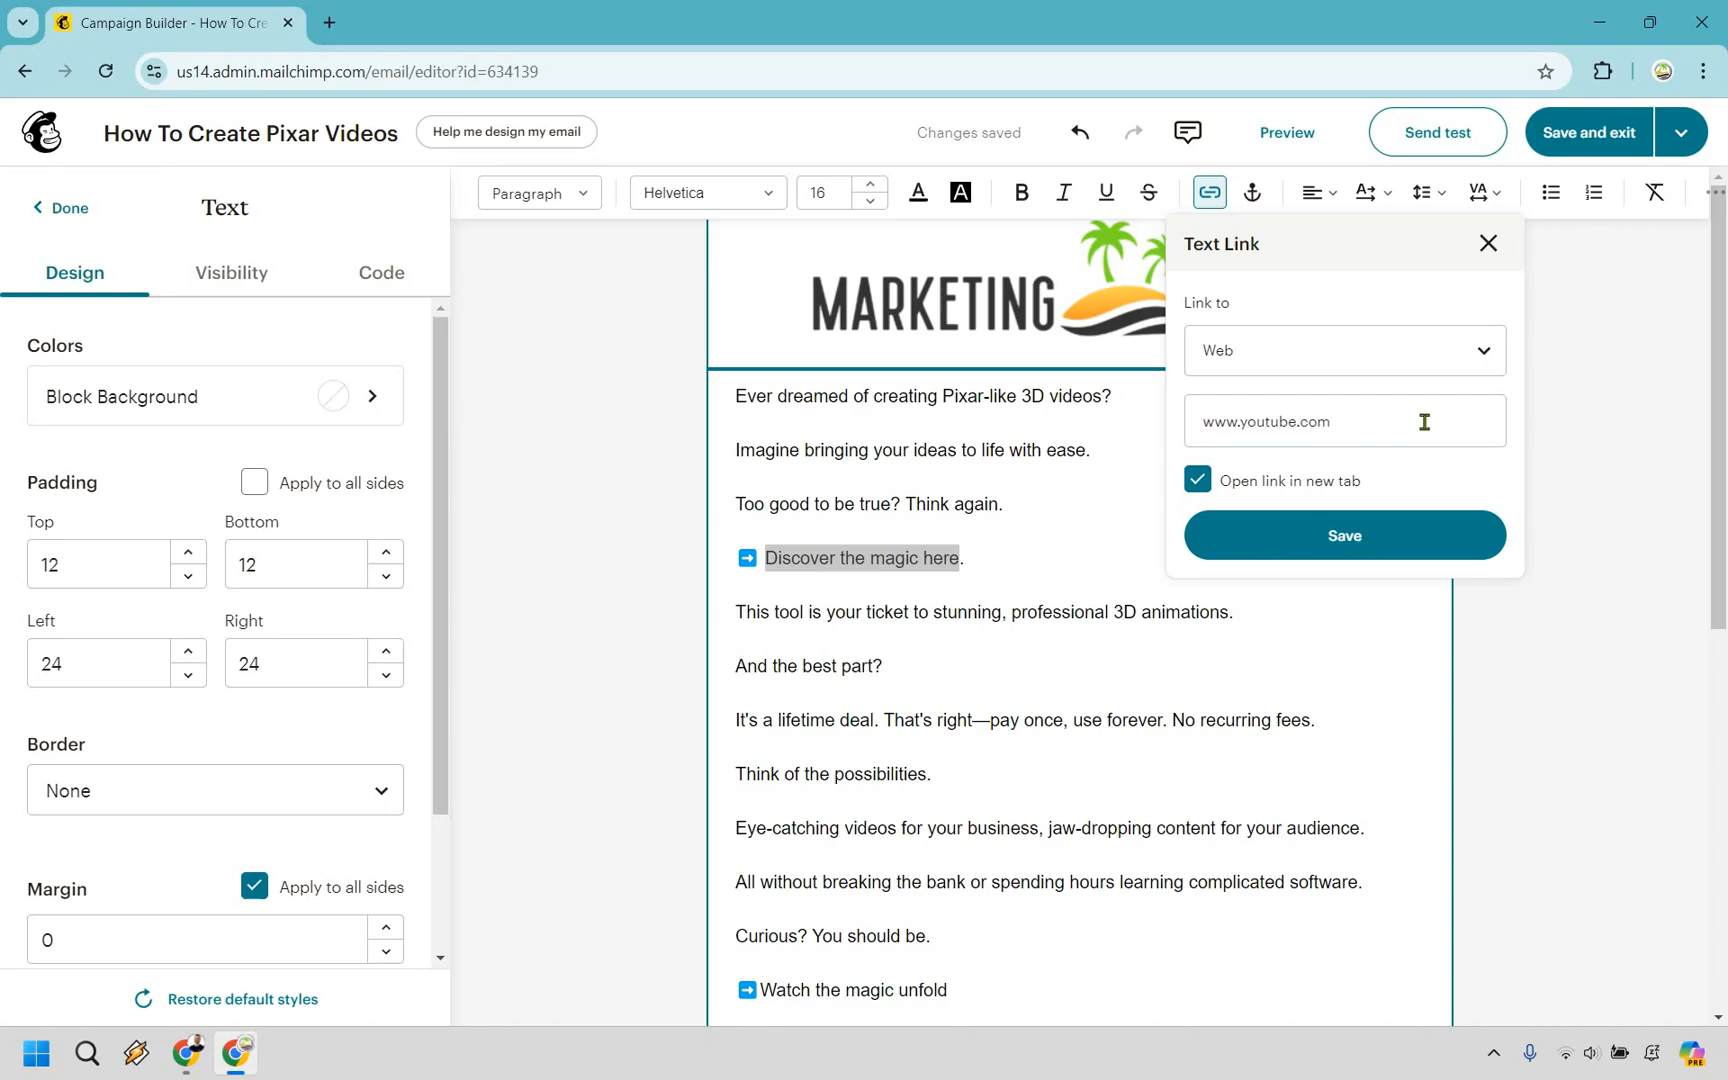 Campaign Builder - How To Cre
us14.admin.mailchimp.com/email/editor?id=634139
How To Create Pixar Videos
Help me design my email
Changes saved
Preview
Send test
Save and exit
Done
Text
Paragraph
Helvetica
16
A
A
B
I
U
S
A
VA
Design
Visibility
Code
Text Link
Link to
Web
www.youtube.com
Open link in new tab
Save
Colors
Block Background
Padding
Apply to all sides
Top
Bottom
12
12
Left
Right
24
24
Border
None
Margin
Apply to all sides
0
Restore default styles
MARKETING
Ever dreamed of creating Pixar-like 3D videos?
Imagine bringing your ideas to life with ease.
Too good to be true? Think again.
Discover the magic here.
This tool is your ticket to stunning, professional 3D animations.
And the best part?
It's a lifetime deal. That's right—pay once, use forever. No recurring fees.
Think of the possibilities.
Eye-catching videos for your business, jaw-dropping content for your audience.
All without breaking the bank or spending hours learning complicated software.
Curious? You should be.
Watch the magic unfold
PRE